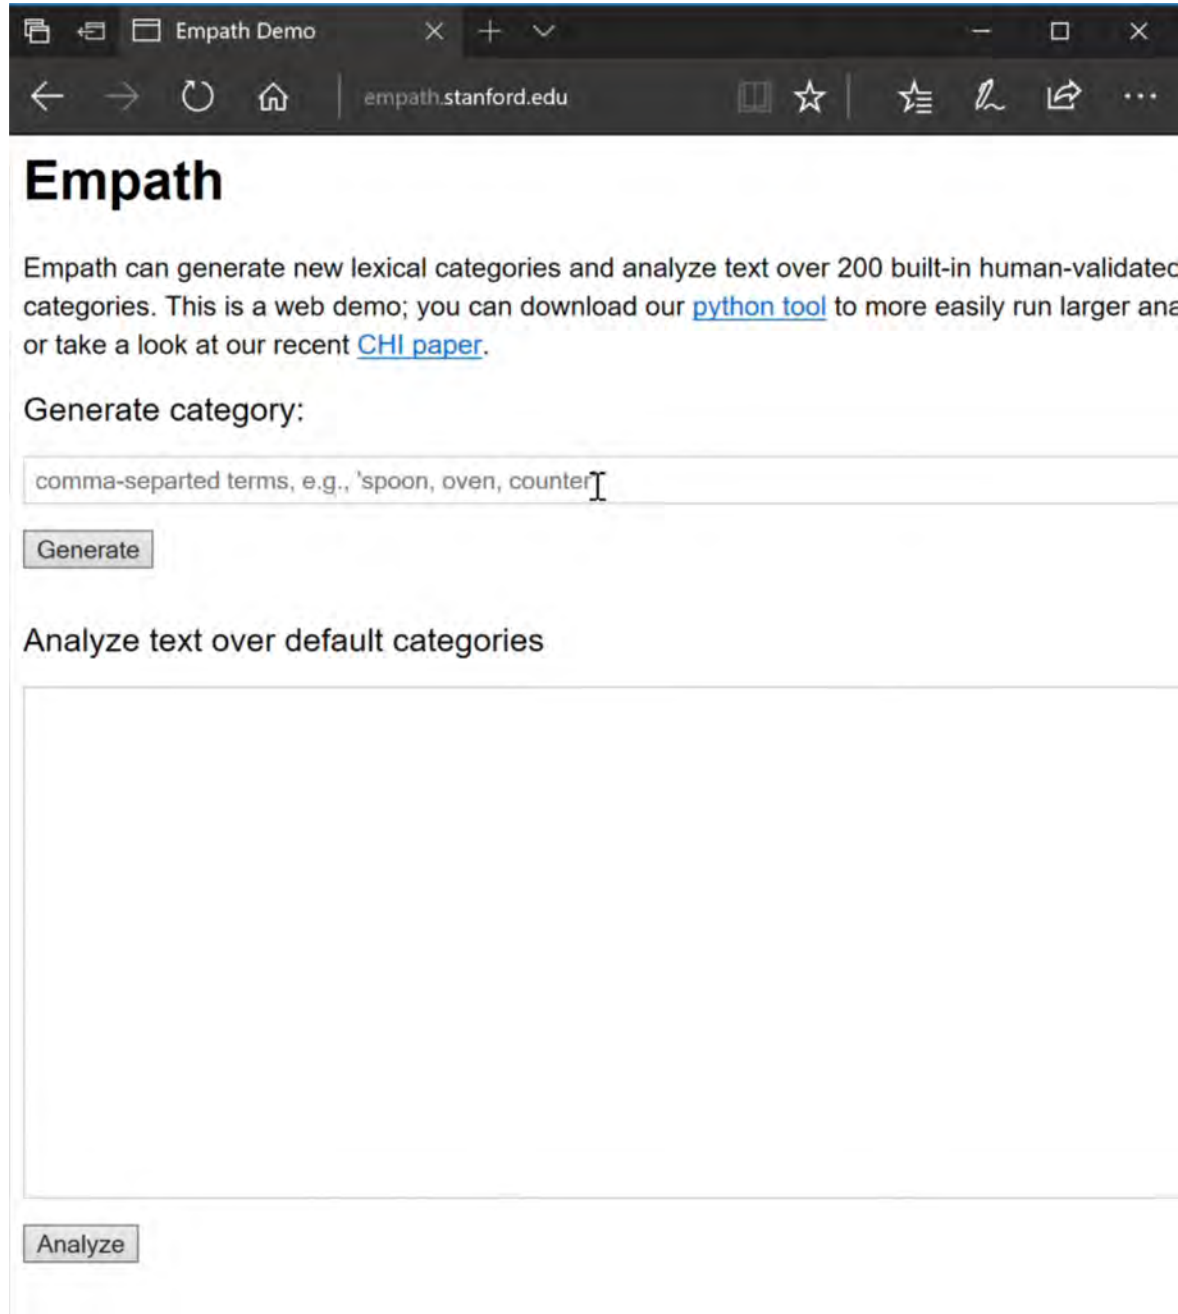 Empath Demo
empath.stanford.edu
Empath
Empath can generate new lexical categories and analyze text over 200 built-in human-validated
categories. This is a web demo; you can download our python tool to more easily run larger ana
or take a look at our recent CHI paper.
Generate category:
comma-separted terms, e.g., 'spoon, oven, counter'
Generate
Analyze text over default categories
Analyze